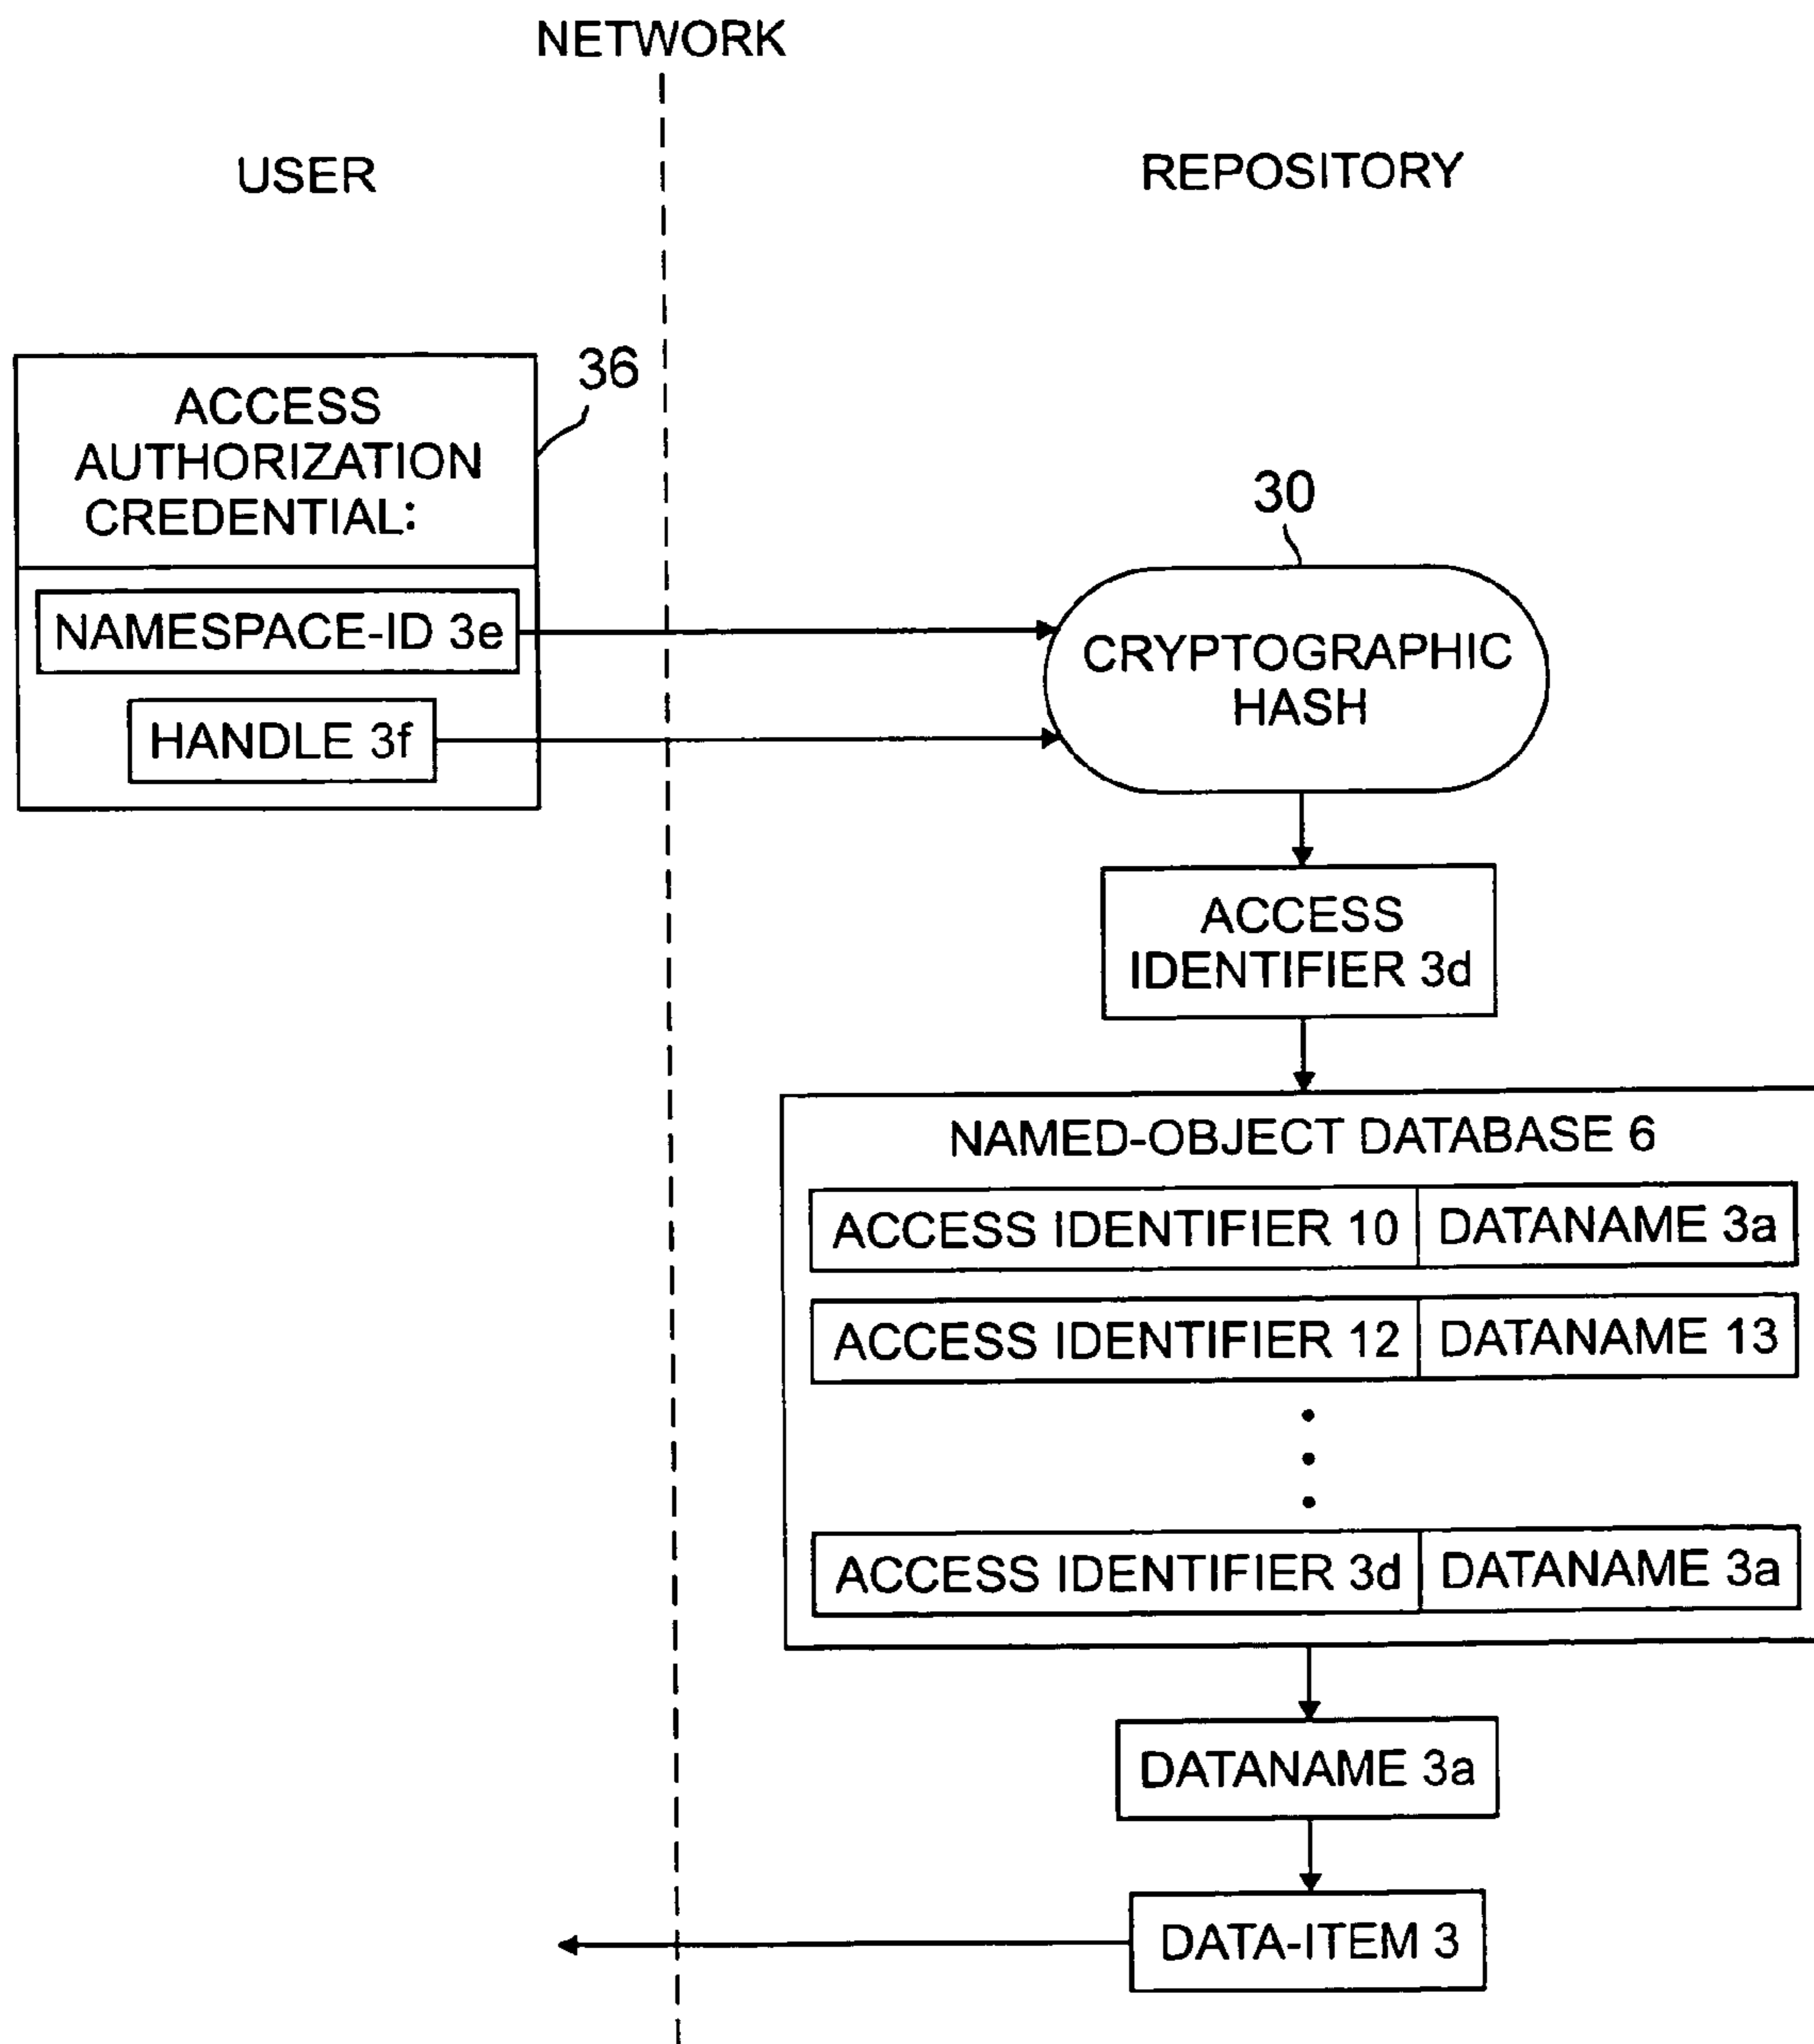 NETWORK
USER
REPOSITORY
36
ACCESS
AUTHORIZATION
CREDENTIAL:
30
NAMESPACE-ID 3e
HANDLE 3f
CRYPTOGRAPHIC
HASH
ACCESS
IDENTIFIER 3d
NAMED-OBJECT DATABASE 6
ACCESS IDENTIFIER 10 DATANAME 3a
ACCESS IDENTIFIER 12 DATANAME 13
ACCESS IDENTIFIER 3d DATANAME 3a
DATANAME 3a
DATA-ITEM 3